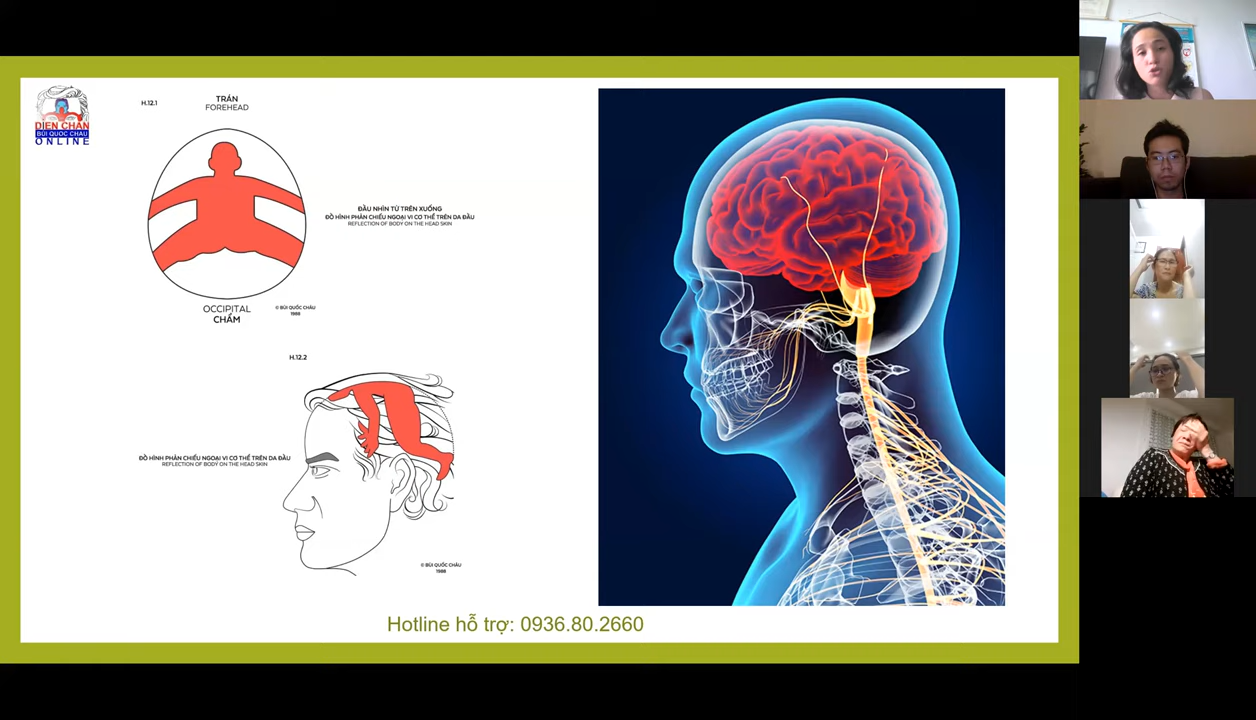 DIỆN CHẨN
BÙI QUỐC CHÂU
ONLINE
H.12.1
TRÁN
FOREHEAD
ĐẦU NHÌN TỪ TRÊN XUỐNG
ĐỒ HÌNH PHẢN CHIẾU NGOẠI VI CƠ THỂ TRÊN DA ĐẦU
REFLECTION OF BODY ON THE HEAD SKIN
OCCIPITAL
CHẨM
© BÙI QUỐC CHÂU
1988
H.12.2
ĐỒ HÌNH PHẢN CHIẾU NGOẠI VI CƠ THỂ TRÊN DA ĐẦU
REFLECTION OF BODY ON THE HEAD SKIN
© BÙI QUỐC CHÂU
1988
Hotline hỗ trợ: 0936.80.2660